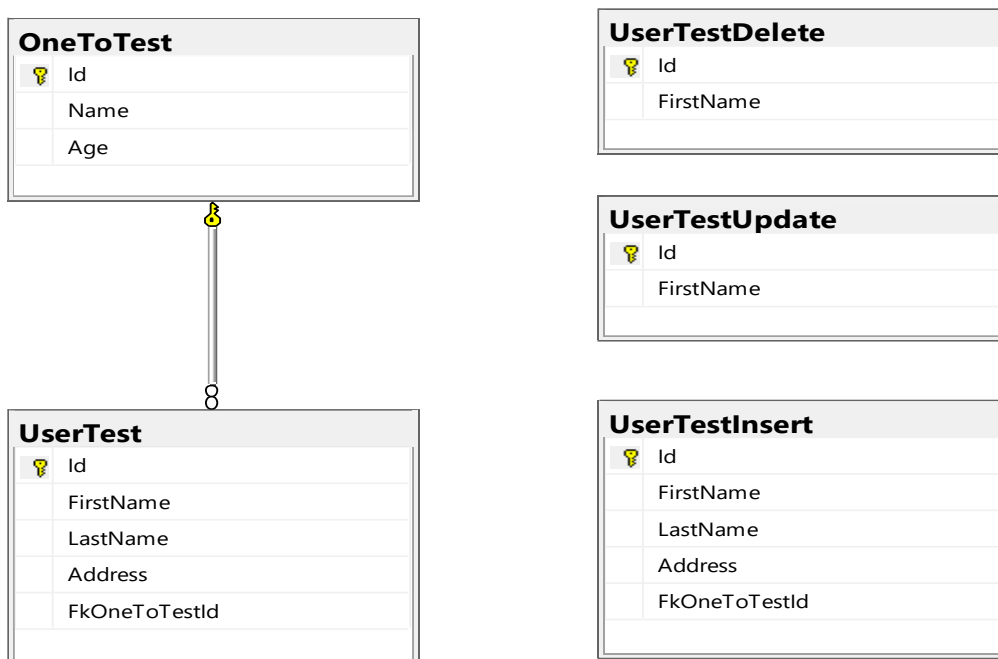 OneToTest
Id
Name
Age
UserTest
Id
FirstName
LastName
Address
FkOneToTestId
UserTestDelete
Id
FirstName
UserTestUpdate
Id
FirstName
UserTestInsert
Id
FirstName
LastName
Address
FkOneToTestId